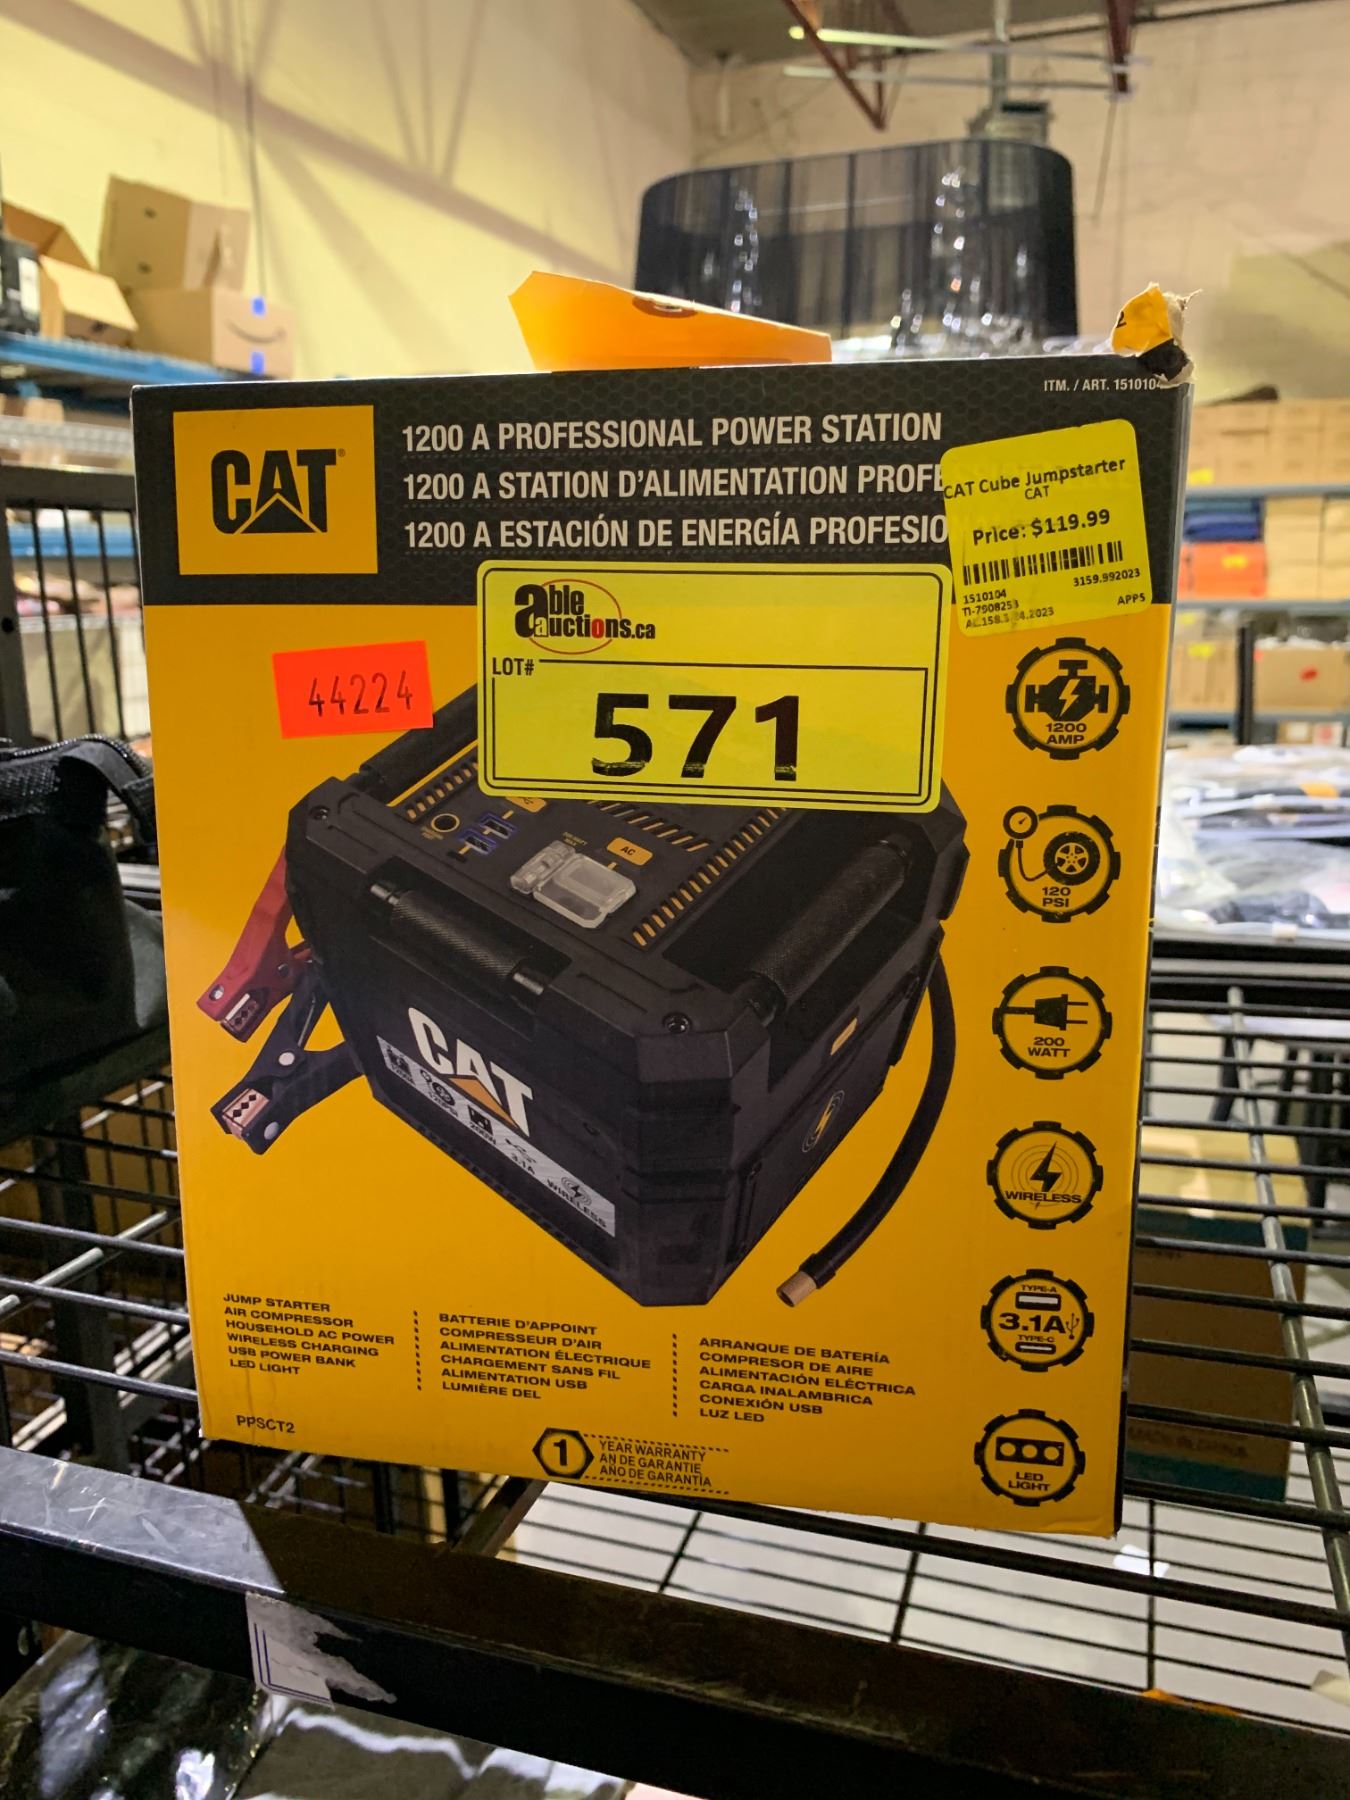 ITM. / ART. 151010
CAT
1200 A PROFESSIONAL POWER STATION
1200 A STATION D'ALIMENTATION PROFE
1200 A ESTACIÓN DE ENERGÍA PROFESIO
CAT Cube Jumpstarter
CAT
Price: $119.99
3159.992023
1510104
TI-7908253
APPS
able
auctions.ca
LOT#
571
44224
1200
AMP
120
PSI
200
WATT
WIRELESS
TYPE-A
3.1A
TYPE-C
LED
LIGHT
AC
CAT
200W
3.1A
WIRELESS
JUMP STARTER
AIR COMPRESSOR
HOUSEHOLD AC POWER
WIRELESS CHARGING
USB POWER BANK
LED LIGHT
BATTERIE D'APPOINT
COMPRESSEUR D'AIR
ALIMENTATION ÉLECTRIQUE
CHARGEMENT SANS FIL
ALIMENTATION USB
LUMIÈRE DEL
ARRANQUE DE BATERÍA
COMPRESOR DE AIRE
ALIMENTACIÓN ELÉCTRICA
CARGA INALAMBRICA
CONEXIÓN USB
LUZ LED
PPSCT2
1
YEAR WARRANTY
AN DE GARANTIE
AÑO DE GARANTÍA